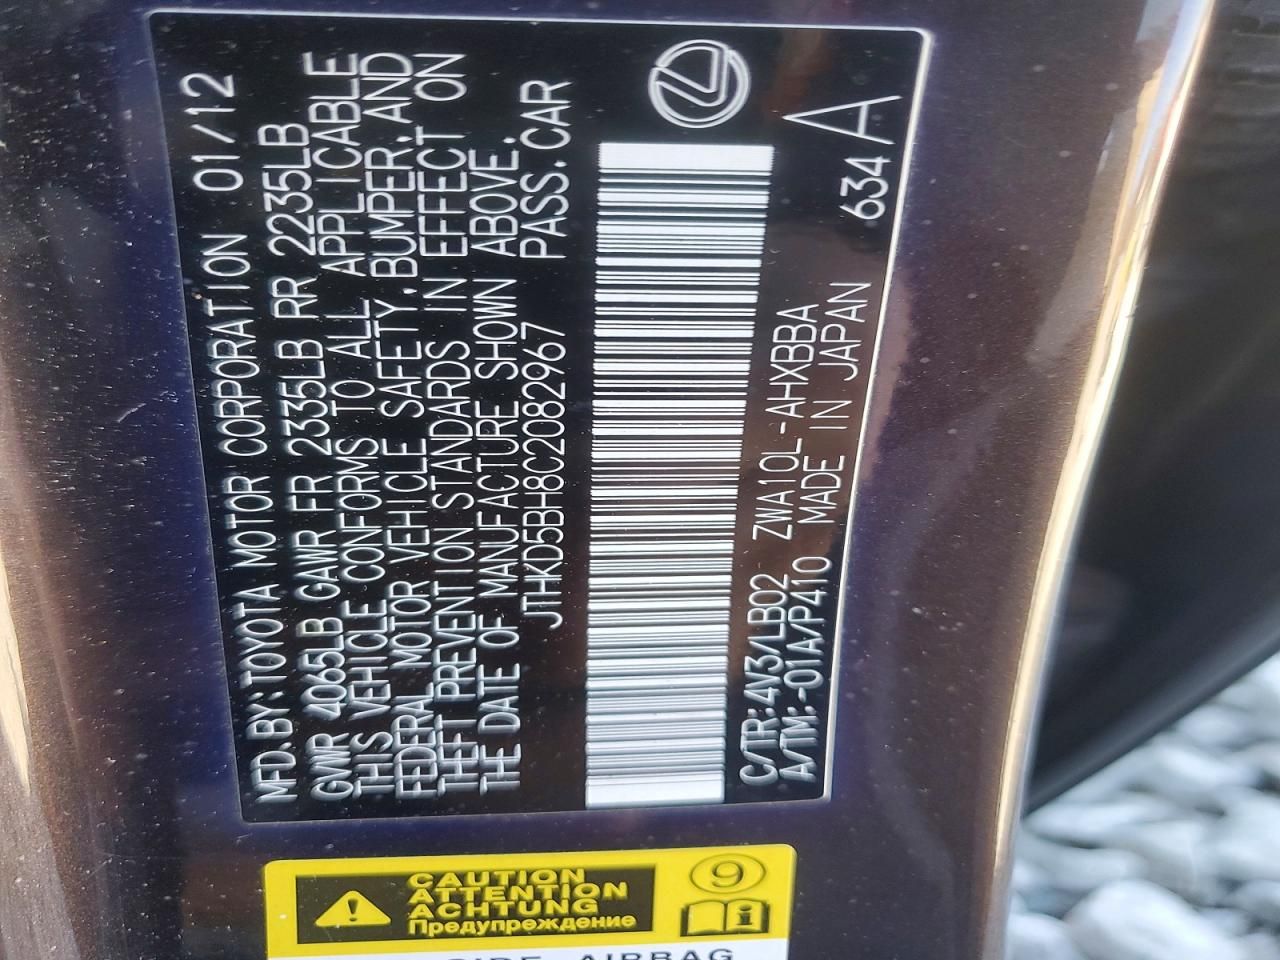 MFD.BY:TOYOTA MOTOR CORPORATION 01/12
GVWR 4065LB GAWR FR 2335LB RR 2235LB
THIS VEHICLE CONFORMS TO ALL APPLICABLE
FEDERAL MOTOR VEHICLE SAFETY, BUMPER, AND
THEFT PREVENTION STANDARDS IN EFFECT ON
THE DATE OF MANUFACTURE SHOWN ABOVE.
JTHKD5BH8C2082967 PASS.CAR
C/TR:4V3/LB02 ZWA10L-AHXBBA
A/TM:-01A/P410 MADE IN JAPAN 634 A
CAUTION
ATTENTION
ACHTUNG
Предупреждение
9
i
SIDE AIRBAG